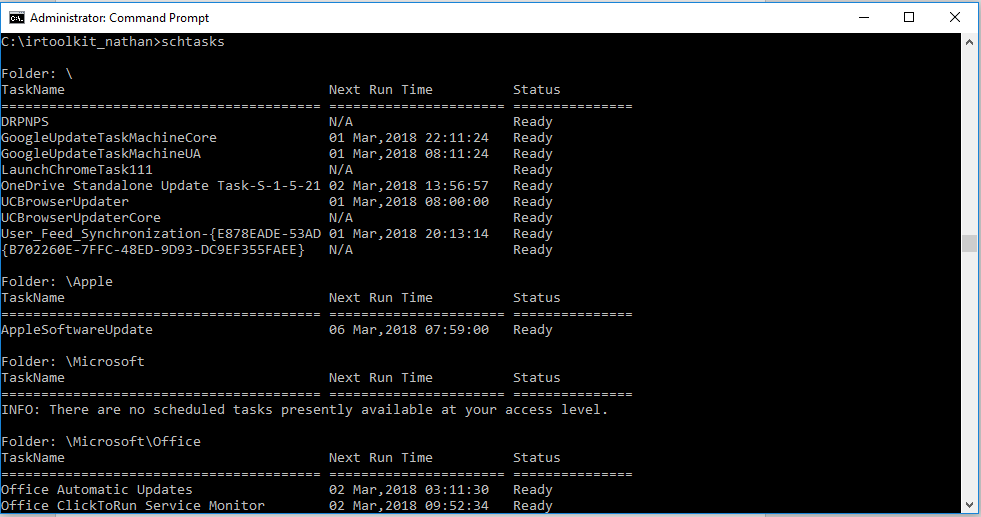 Administrator: Command Prompt
C:\irtoolkit_nathan>schtasks
Folder: \
TaskName                                 Next Run Time          Status
======================================== ====================== ===============
DRPNPS                                   N/A                    Ready
GoogleUpdateTaskMachineCore              01 Mar,2018 22:11:24   Ready
GoogleUpdateTaskMachineUA                01 Mar,2018 08:11:24   Ready
LaunchChromeTask111                      N/A                    Ready
OneDrive Standalone Update Task-S-1-5-21 02 Mar,2018 13:56:57   Ready
UCBrowserUpdater                         01 Mar,2018 08:00:00   Ready
UCBrowserUpdaterCore                     N/A                    Ready
User_Feed_Synchronization-{E878EADE-53AD 01 Mar,2018 20:13:14   Ready
{B702260E-7FFC-48ED-9D93-DC9EF355FAEE}   N/A                    Ready
Folder: \Apple
TaskName                                 Next Run Time          Status
======================================== ====================== ===============
AppleSoftwareUpdate                      06 Mar,2018 07:59:00   Ready
Folder: \Microsoft
TaskName                                 Next Run Time          Status
======================================== ====================== ===============
INFO: There are no scheduled tasks presently available at your access level.
Folder: \Microsoft\Office
TaskName                                 Next Run Time          Status
======================================== ====================== ===============
Office Automatic Updates                 02 Mar,2018 03:11:30   Ready
Office ClickToRun Service Monitor        02 Mar,2018 09:52:34   Ready